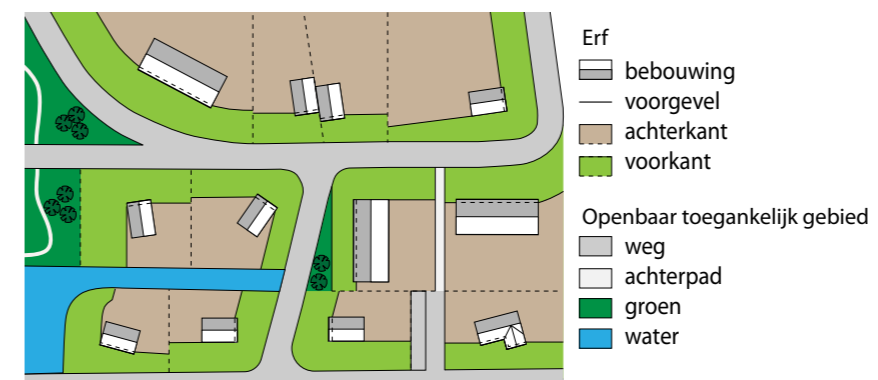 Erf
bebouwing
voorgevel
achterkant
voorkant
Openbaar toegankelijk gebied
weg
achterpad
groen
water